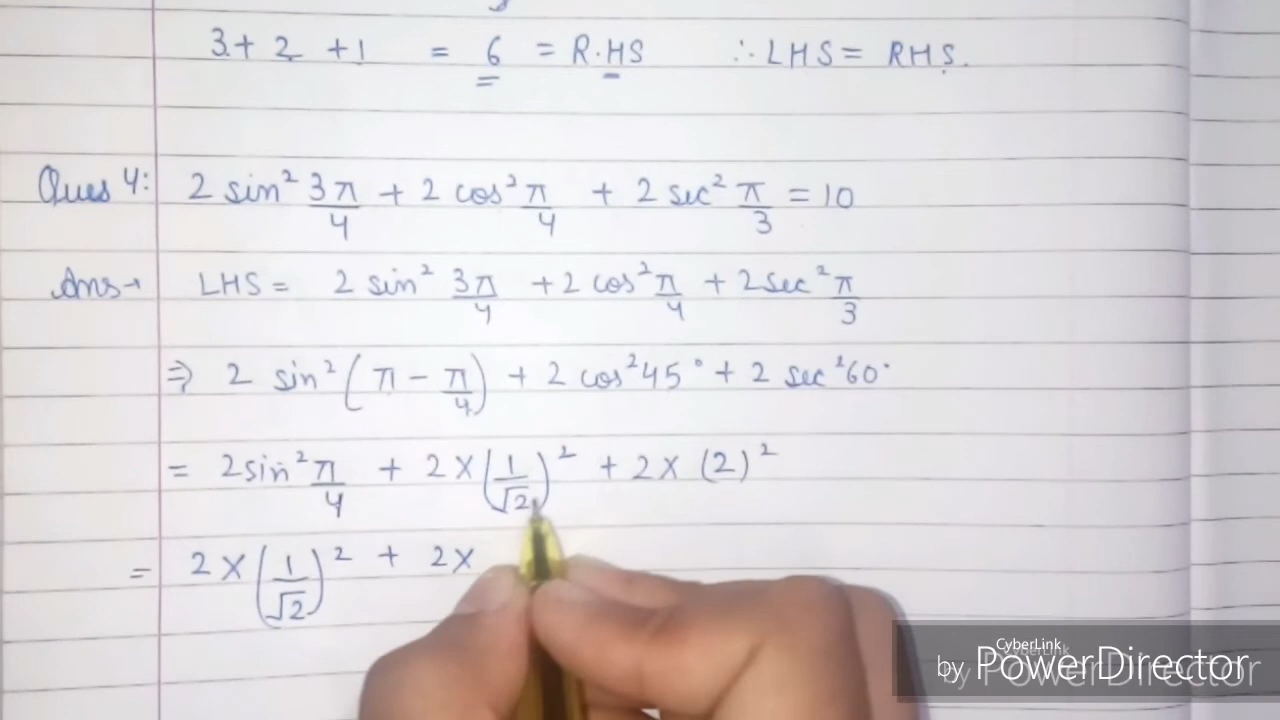 3 + 2 + 1 = 6 = R.HS ∴ LHS = RHS.
Ques 4: 2 sin² 3π/4 + 2 cos² π/4 + 2 sec² π/3 = 10
Ans→ LHS = 2 sin² 3π/4 + 2 cos² π/4 + 2 sec² π/3
⇒ 2 sin² (π - π/4) + 2 cos² 45° + 2 sec² 60°
= 2 sin² π/4 + 2 × (1/√2)² + 2 × (2)²
= 2 × (1/√2)² + 2 ×
CyberLink
by PowerDirector